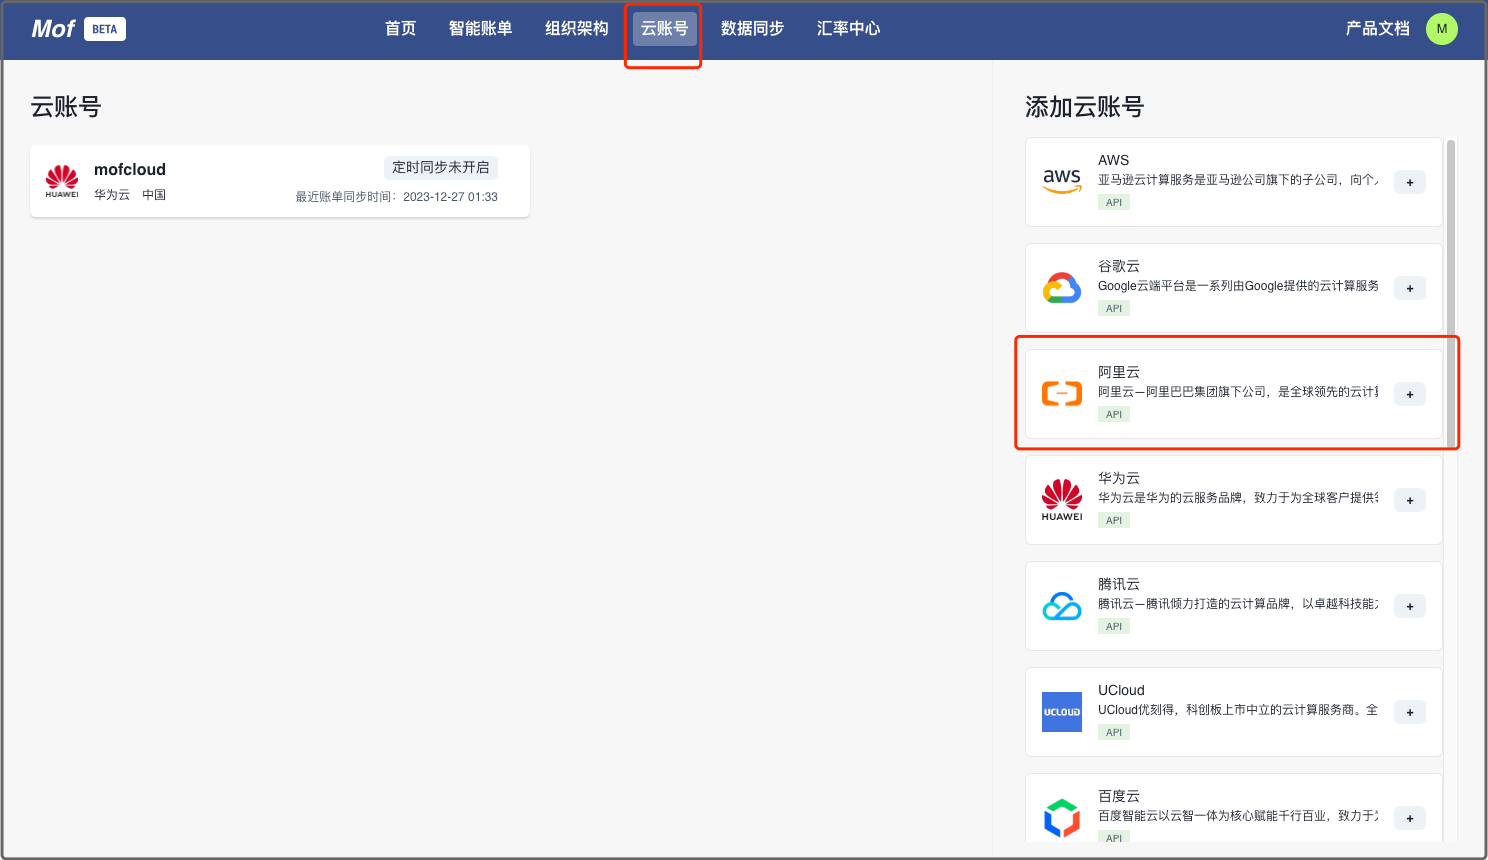 Mof BETA 首页 智能账单 组织架构 云账号 数据同步 汇率中心 产品文档 M
云账号
HUAWEI
mofcloud
定时同步未开启
华为云 中国
最近账单同步时间：2023-12-27 01:33
添加云账号
aws
AWS
亚马逊云计算服务是亚马逊公司旗下的子公司，向个
API
+
谷歌云
Google云端平台是一系列由Google提供的云计算服务
API
+
阿里云
阿里云—阿里巴巴集团旗下公司，是全球领先的云计
API
+
HUAWEI
华为云
华为云是华为的云服务品牌，致力于为全球客户提供
API
+
腾讯云
腾讯云—腾讯倾力打造的云计算品牌，以卓越科技能
API
+
UCLOUD
UCloud
UCloud优刻得，科创板上市中立的云计算服务商。全
API
+
百度云
百度智能云以云智一体为核心赋能千行百业，致力于
API
+